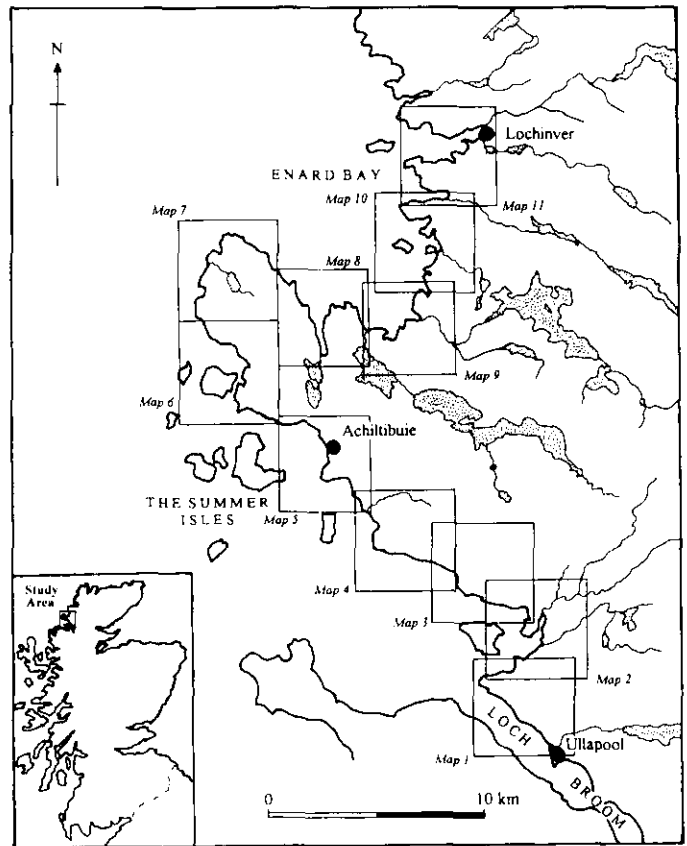 N
Lochinver
ENARD BAY
Map 10
Map 11
Map 7
Map 8
Map 9
Map 6
Achiltibuie
THE SUMMER
ISLES
Map 5
Map 4
Map 3
Map 2
Study
Area
LOCH
Ullapool
Map 1
BROOM
0 10 km